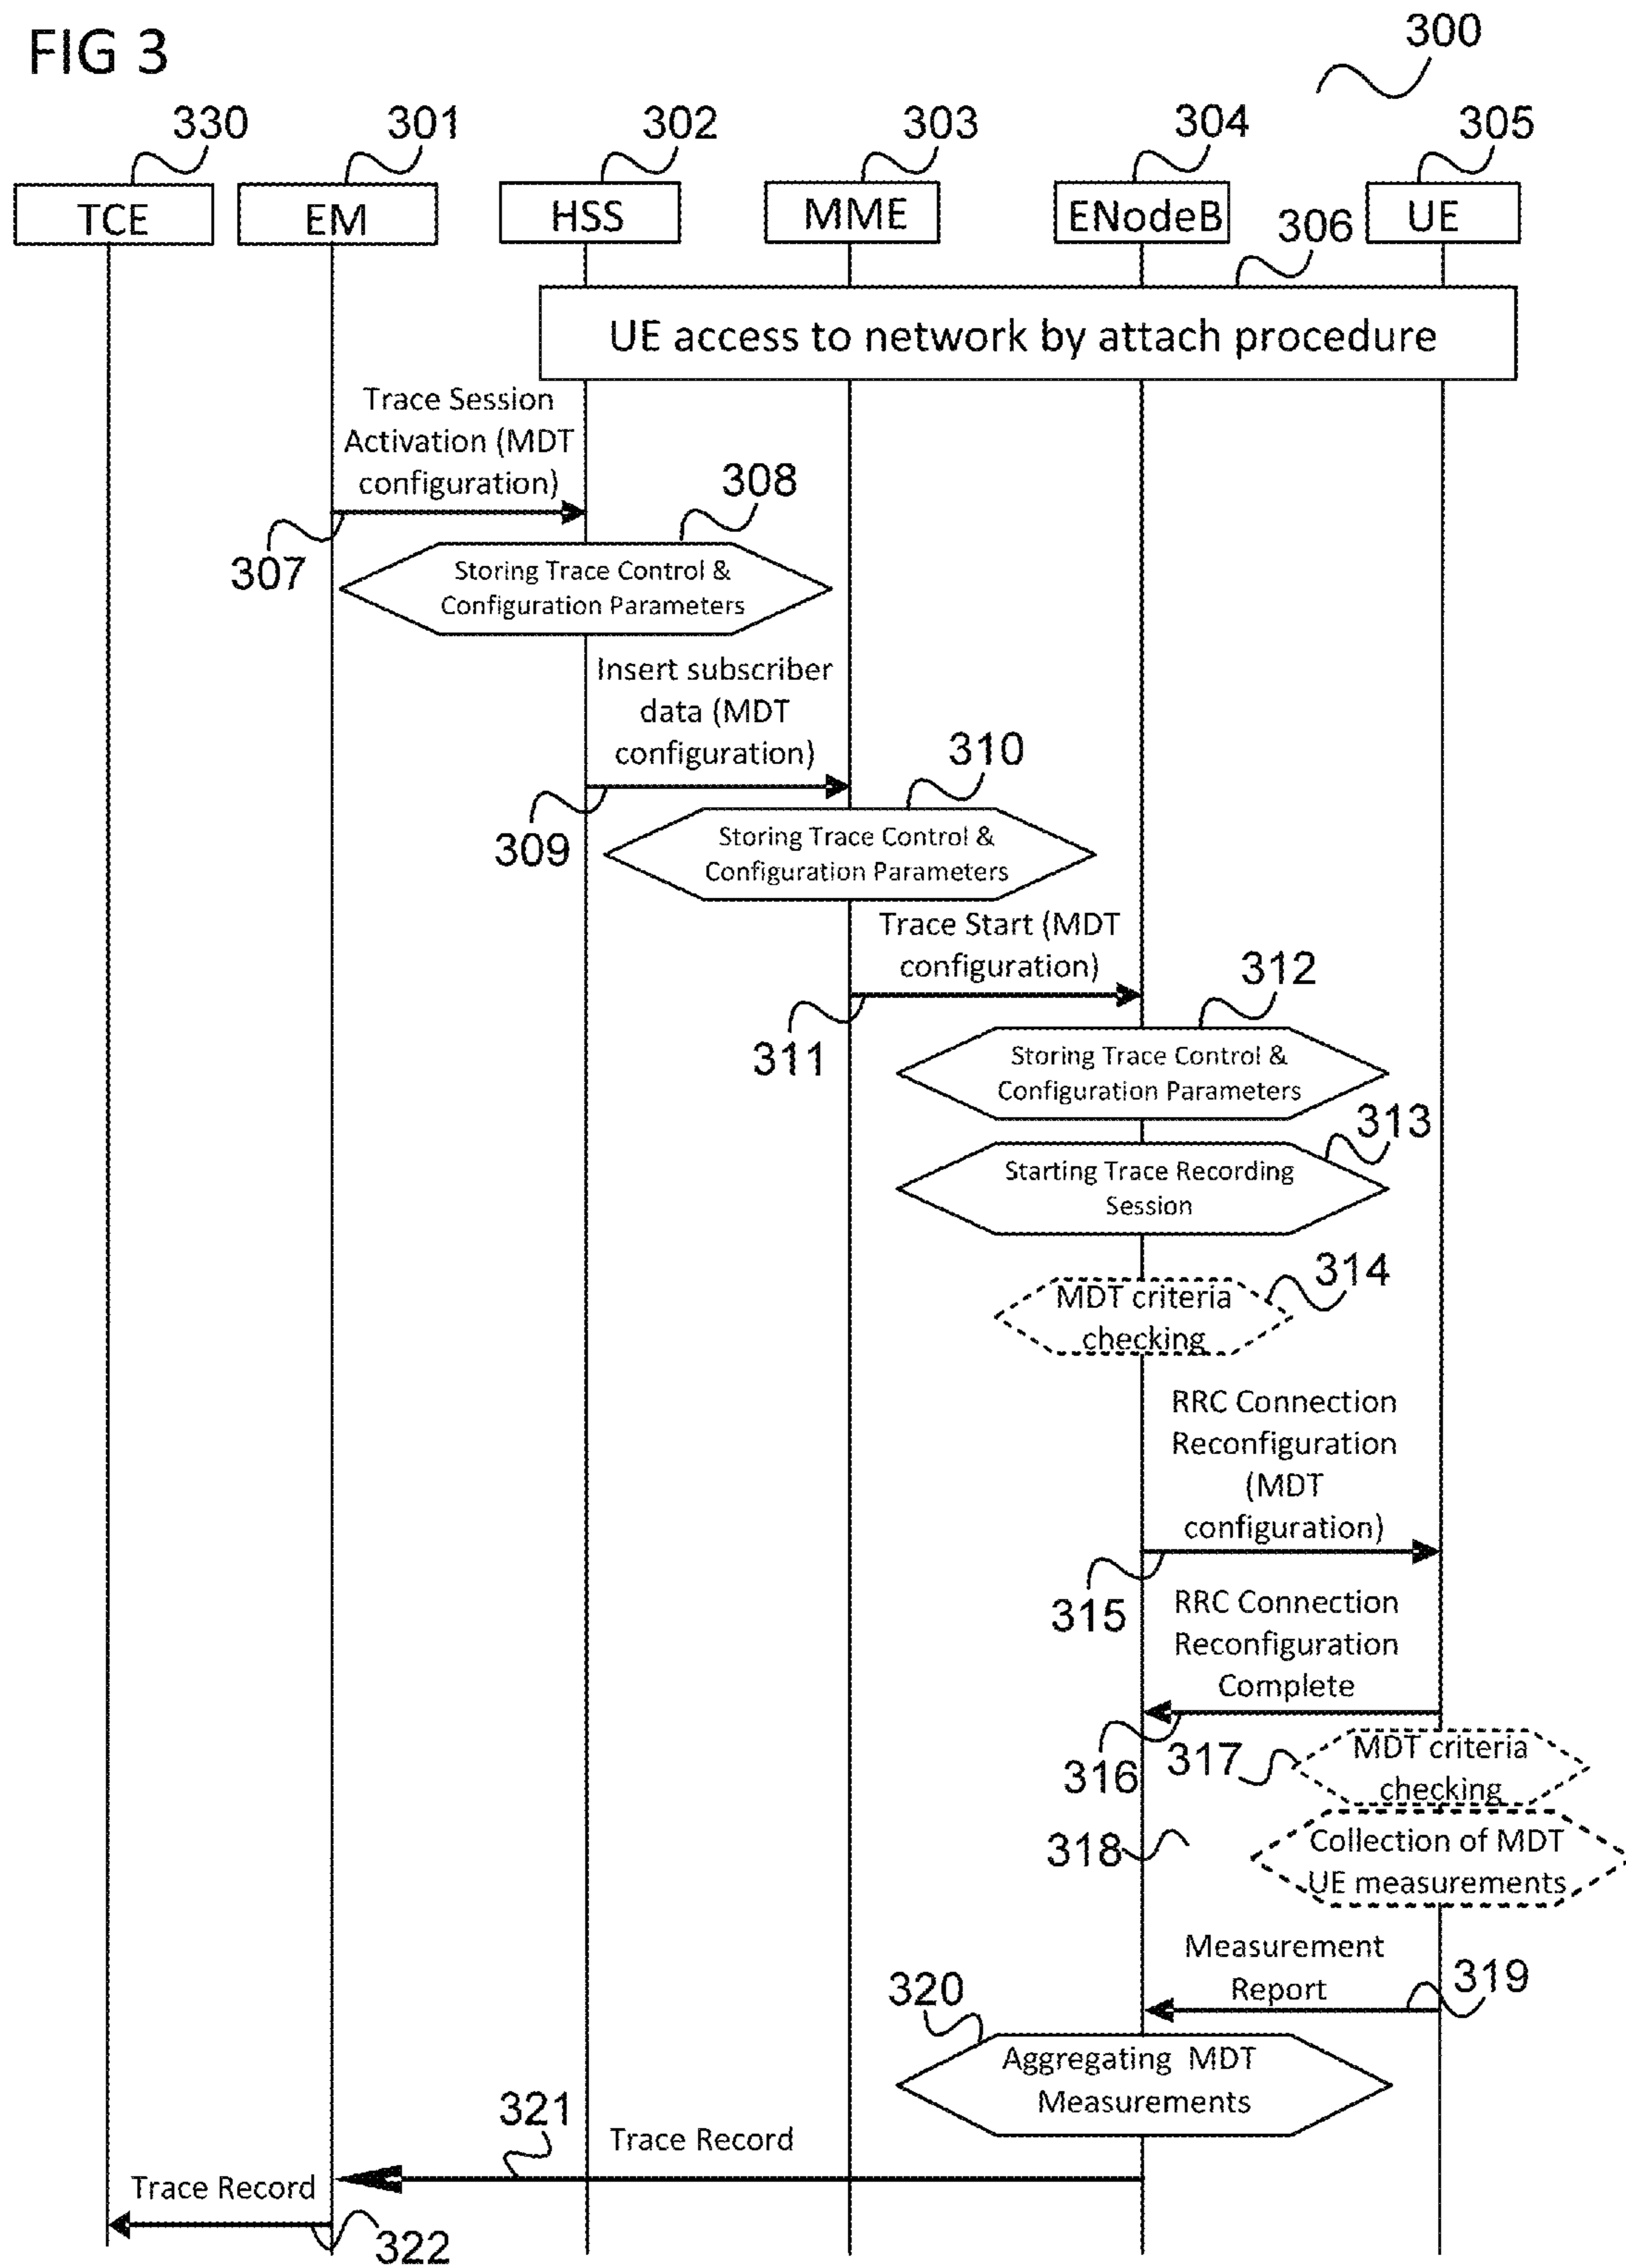 FIG 3
300
330
301
302
303
304
305
TCE
EM
HSS
MME
ENodeB
UE
306
UE access to network by attach procedure
Trace Session
Activation (MDT
configuration)
307
308
Storing Trace Control &
Configuration Parameters
Insert subscriber
data (MDT
configuration)
309
310
Storing Trace Control &
Configuration Parameters
Trace Start (MDT
configuration)
311
312
Storing Trace Control &
Configuration Parameters
313
Starting Trace Recording
Session
314
MDT criteria
checking
RRC Connection
Reconfiguration
(MDT
configuration)
315
RRC Connection
Reconfiguration
Complete
316
317
MDT criteria
checking
318
Collection of MDT
UE measurements
Measurement
Report
319
320
Aggregating MDT
Measurements
321
Trace Record
Trace Record
322